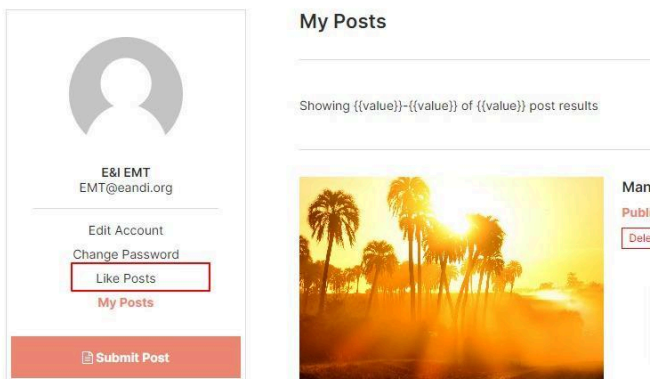 My Posts
Showing {{value}}-{{value}} of {{value}} post results
E&I EMT
EMT@eandi.org
Edit Account
Change Password
Like Posts
My Posts
Submit Post